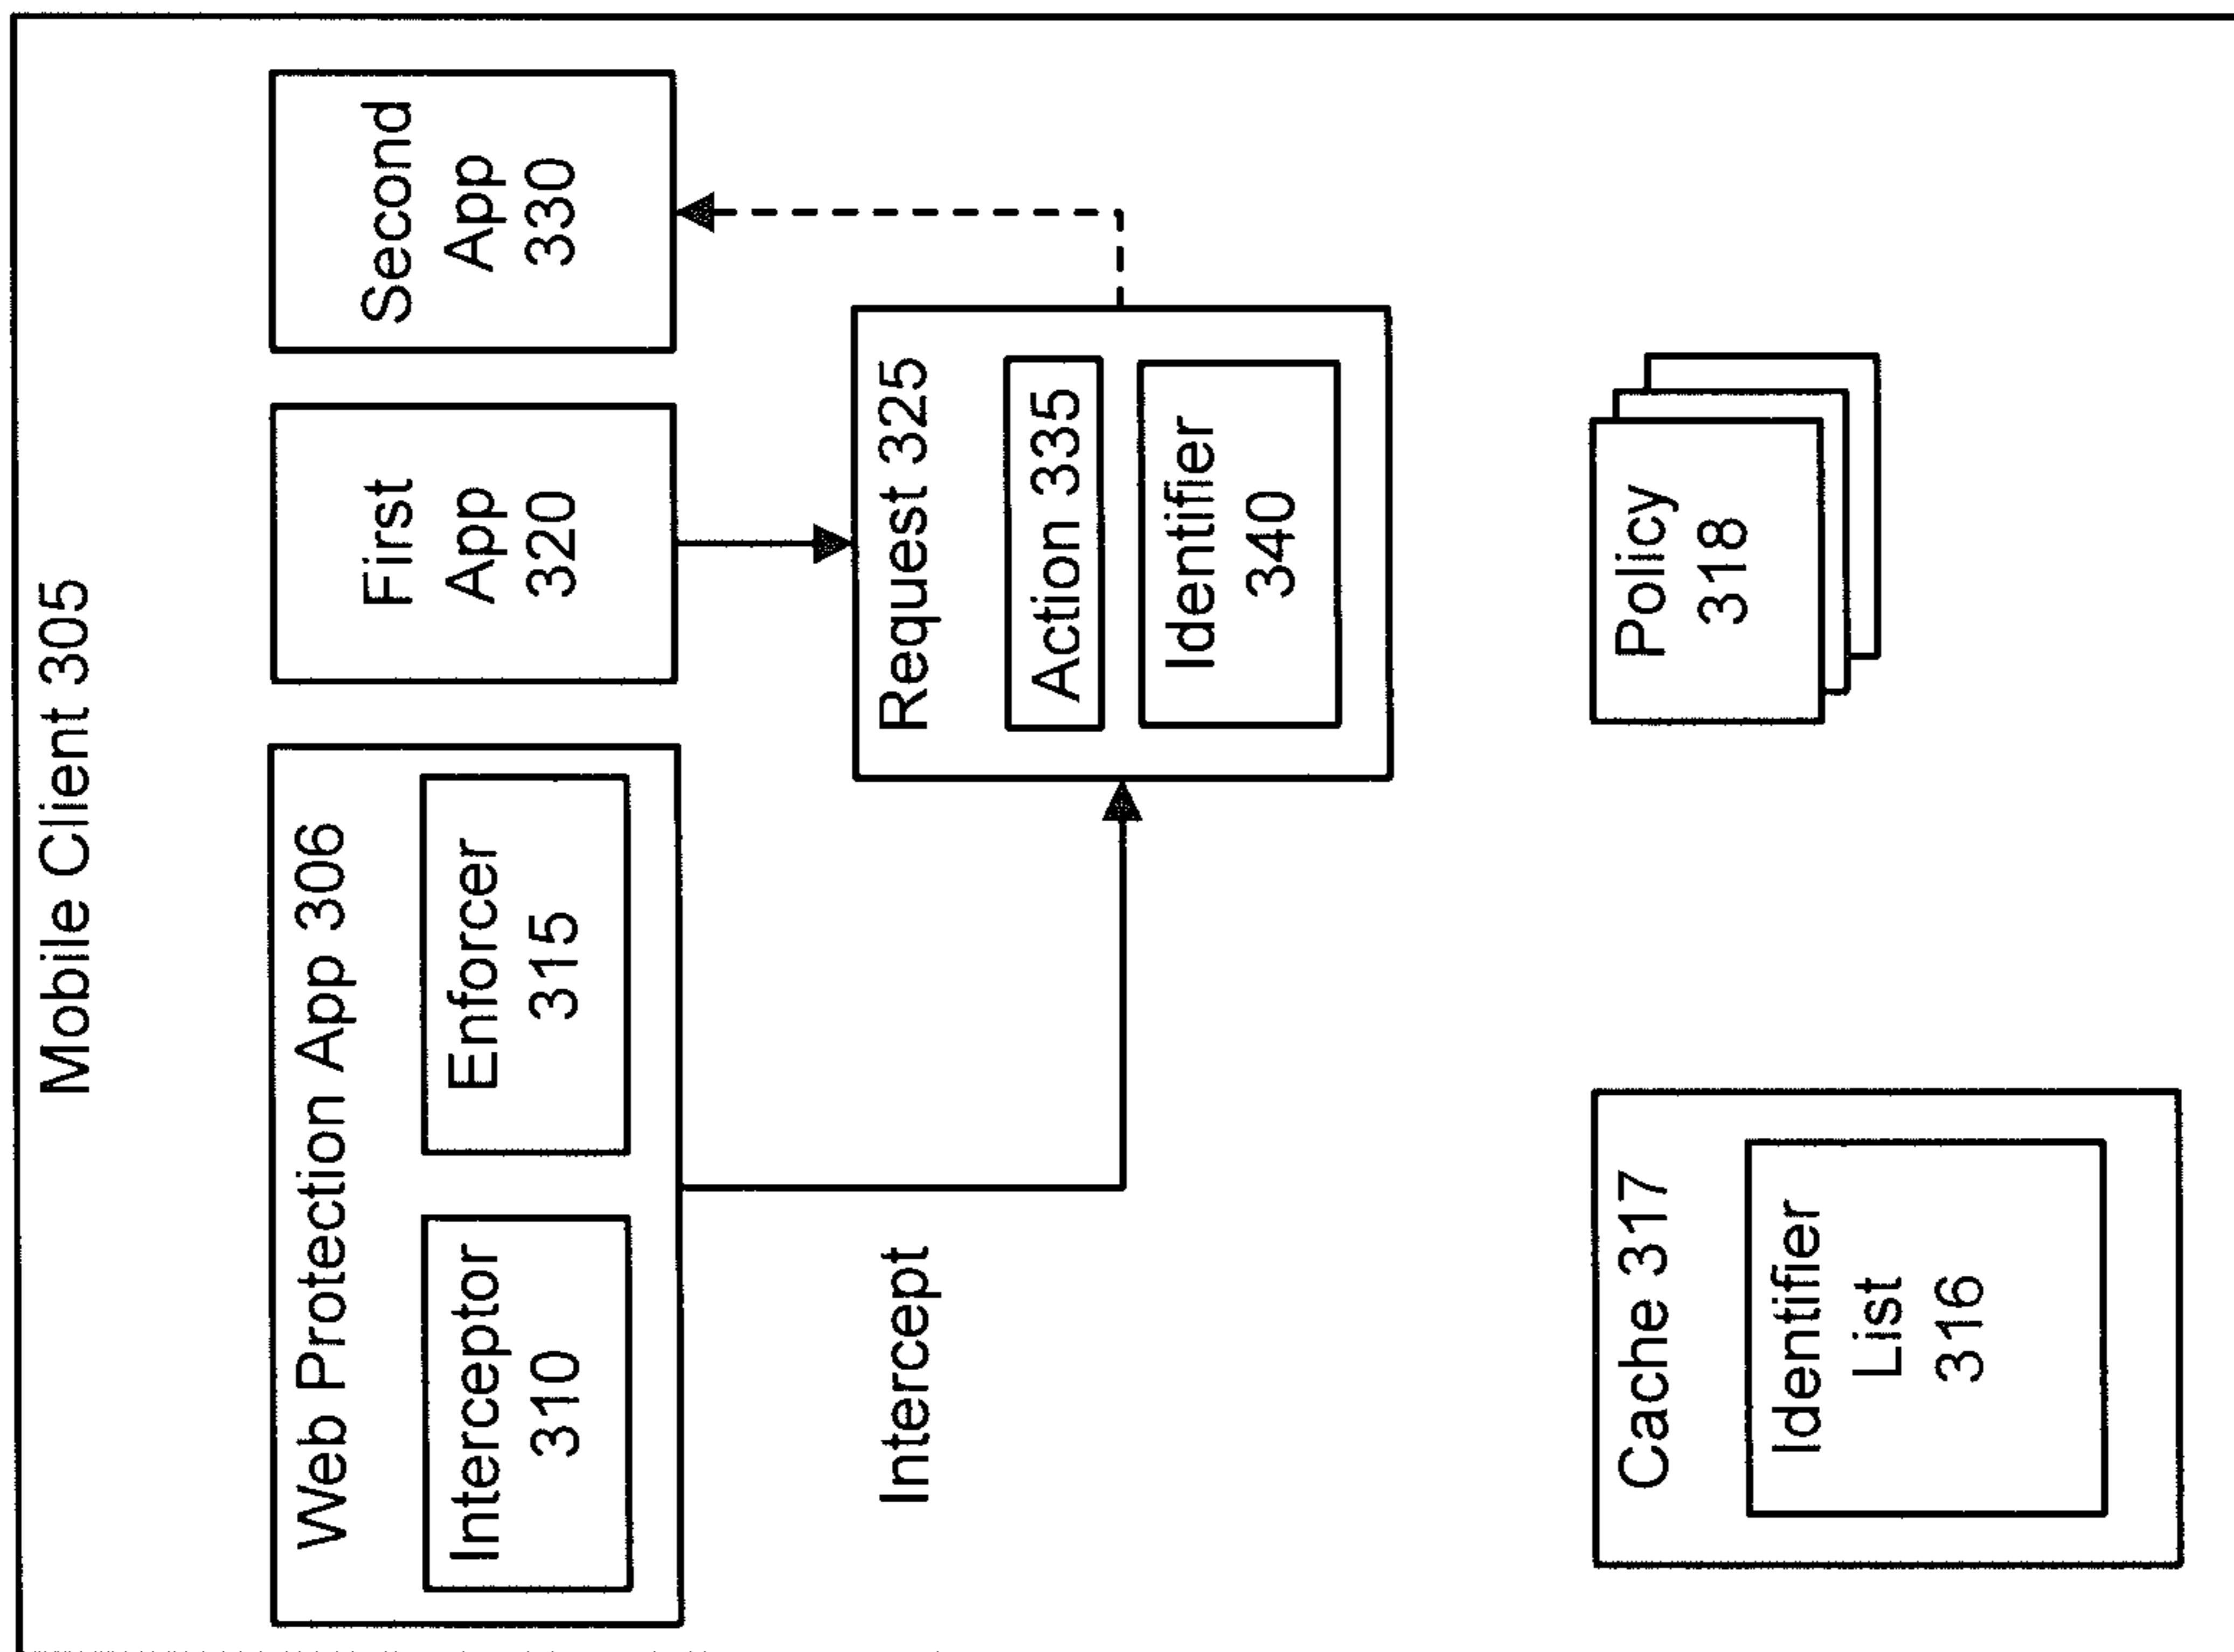 Mobile Client 305
Web Protection App 306
Interceptor
310
Enforcer
315
First
App
320
Second
App
330
Intercept
Request 325
Action 335
Identifier
340
Cache 317
Identifier
List
316
Policy
318